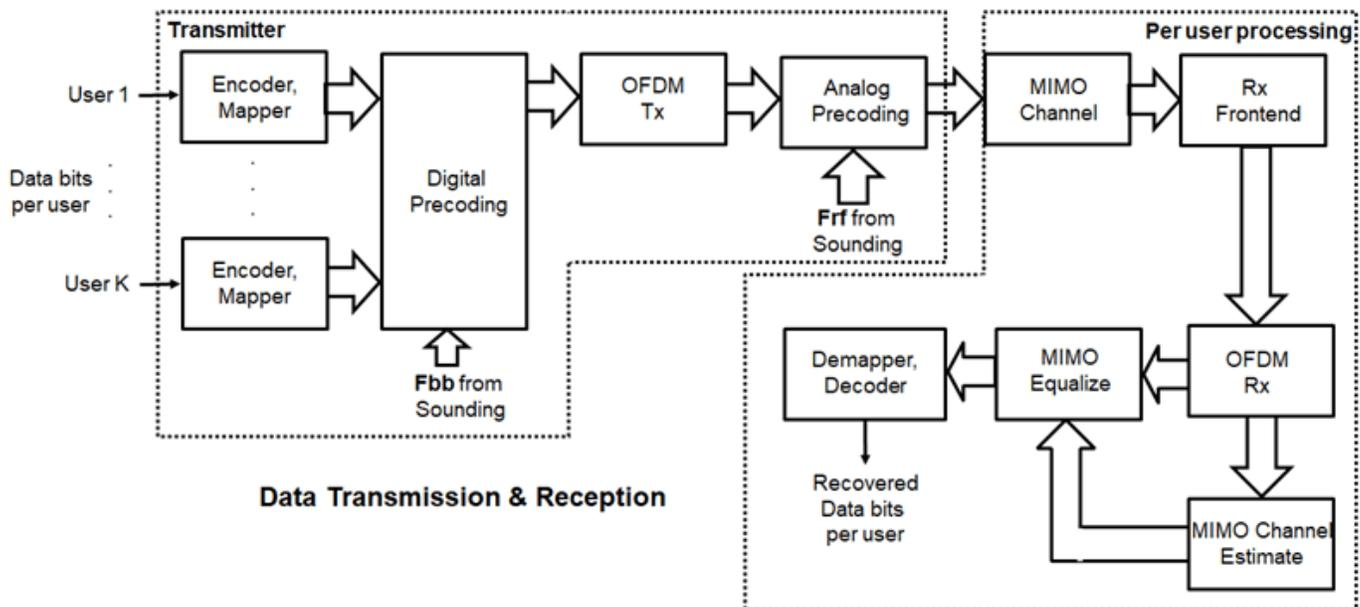 Transmitter
Per user processing
User 1
Encoder,
Mapper
OFDM
Tx
Analog
Precoding
MIMO
Channel
Rx
Frontend
Data bits
per user
Digital
Precoding
Frf from
Sounding
User K
Encoder,
Mapper
Fbb from
Sounding
Demapper,
Decoder
MIMO
Equalize
OFDM
Rx
Data Transmission & Reception
Recovered
Data bits
per user
MIMO Channel
Estimate